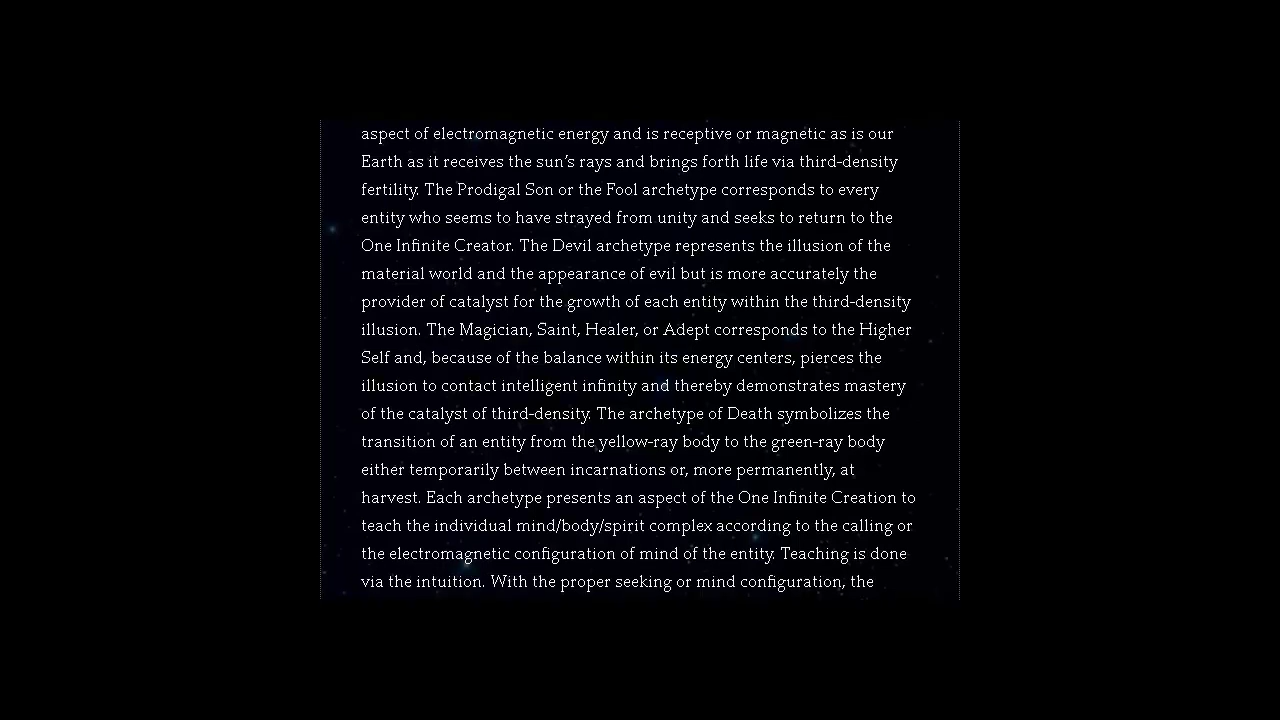 aspect of electromagnetic energy and is receptive or magnetic as is our
Earth as it receives the sun's rays and brings forth life via third-density
fertility. The Prodigal Son or the Fool archetype corresponds to every
entity who seems to have strayed from unity and seeks to return to the
One Infinite Creator. The Devil archetype represents the illusion of the
material world and the appearance of evil but is more accurately the
provider of catalyst for the growth of each entity within the third-density
illusion. The Magician, Saint, Healer, or Adept corresponds to the Higher
Self and, because of the balance within its energy centers, pierces the
illusion to contact intelligent infinity and thereby demonstrates mastery
of the catalyst of third-density. The archetype of Death symbolizes the
transition of an entity from the yellow-ray body to the green-ray body
either temporarily between incarnations or, more permanently, at
harvest. Each archetype presents an aspect of the One Infinite Creation to
teach the individual mind/body/spirit complex according to the calling or
the electromagnetic configuration of mind of the entity. Teaching is done
via the intuition. With the proper seeking or mind configuration, the